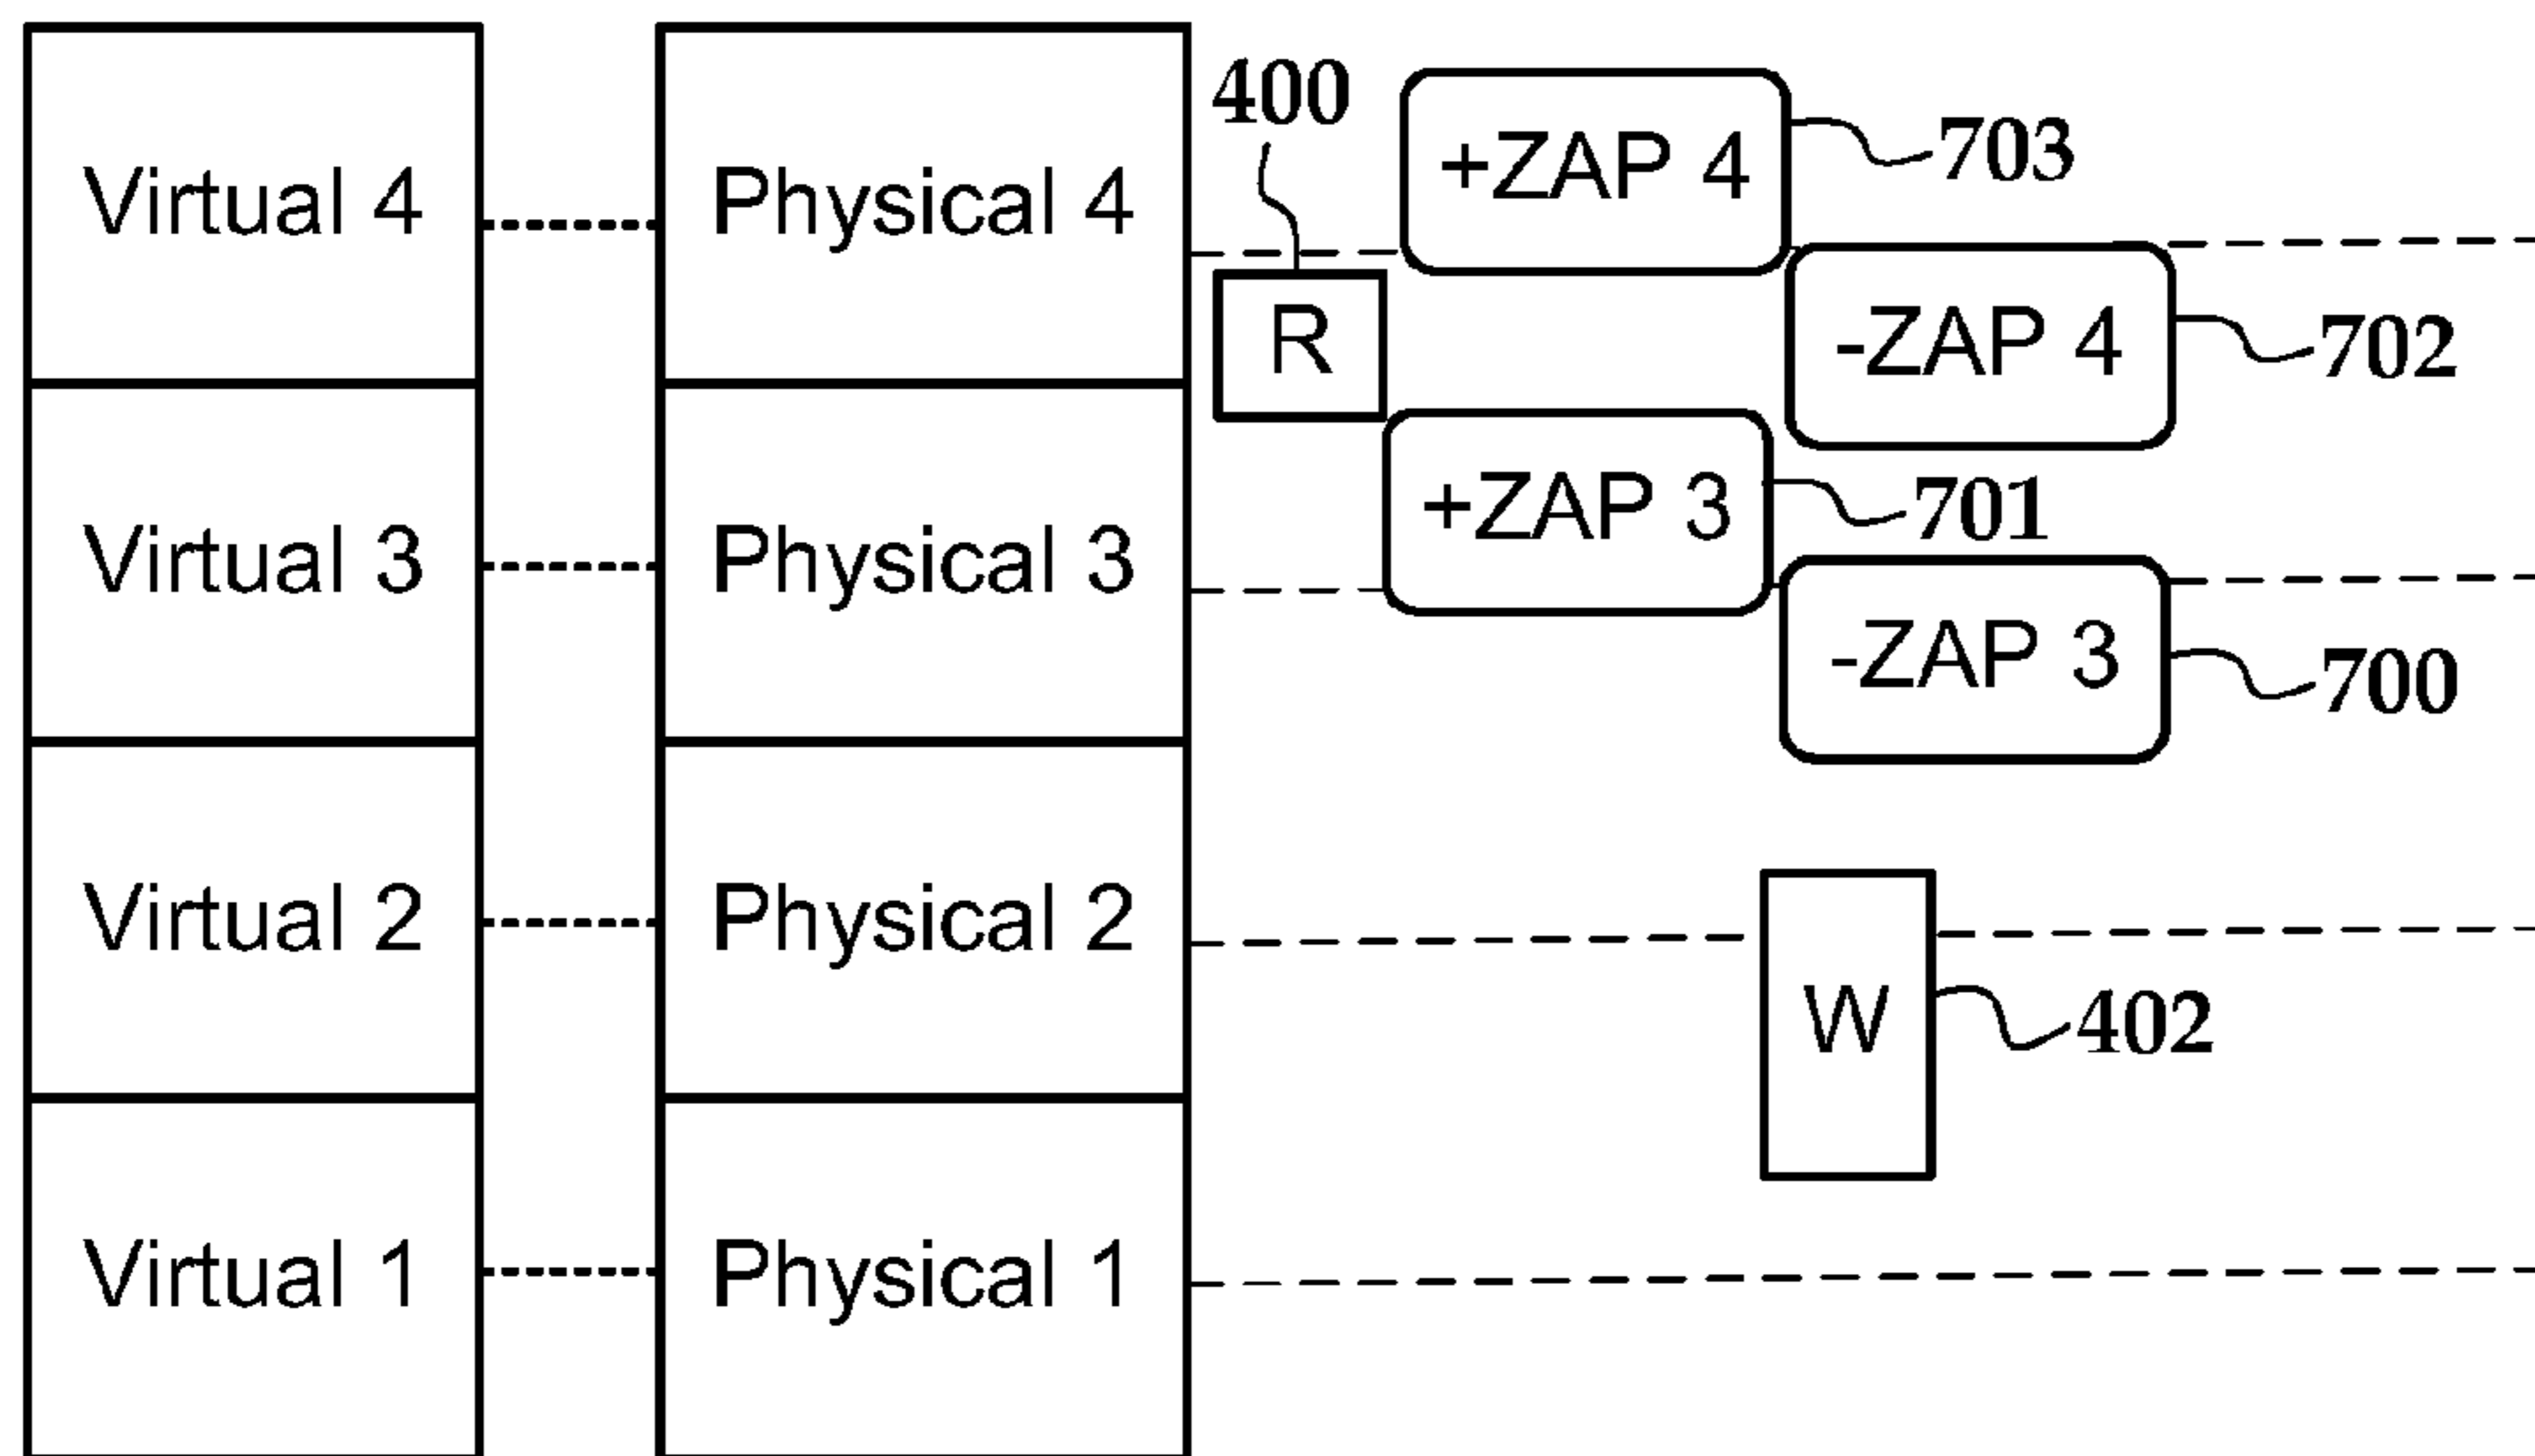 400
+ZAP 4
703
Virtual 4
Physical 4
R
-ZAP 4
702
Virtual 3
Physical 3
+ZAP 3
701
-ZAP 3
700
Virtual 2
Physical 2
W
402
Virtual 1
Physical 1